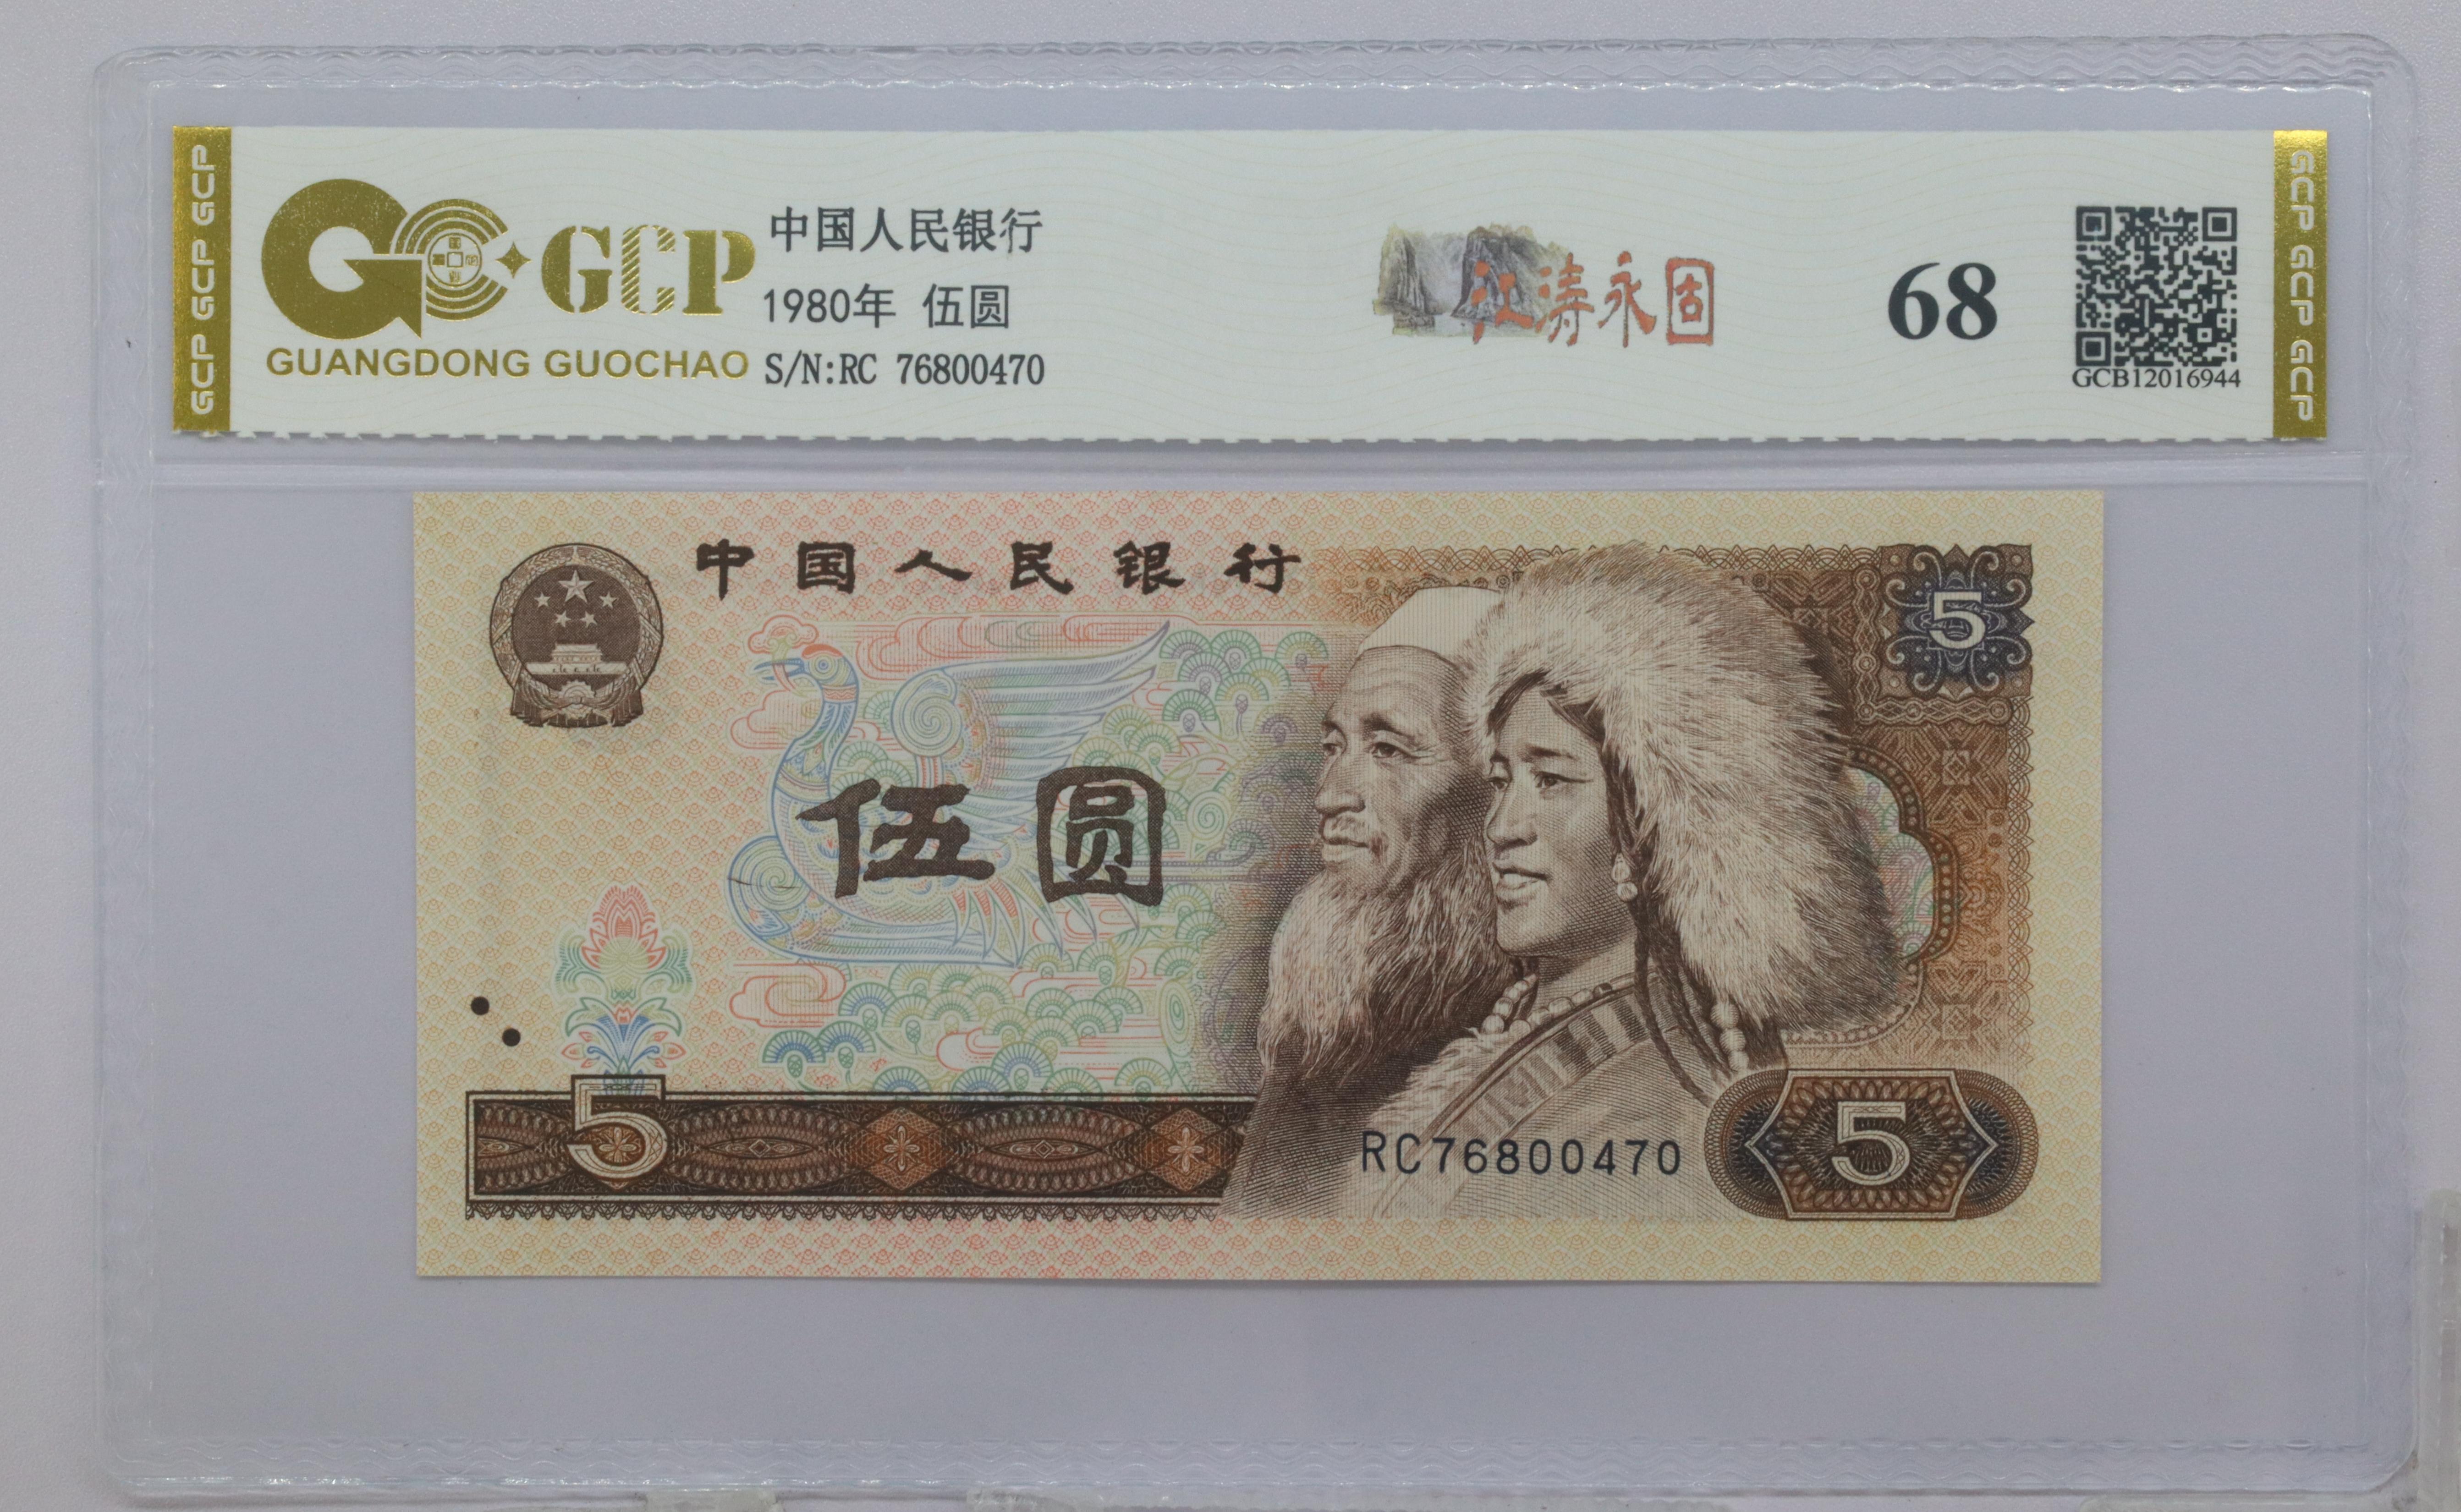 GCP GCP GCP
GCP
GUANGDONG GUOCHAO
中国人民银行
1980年 伍圆
S/N:RC 76800470
江涛永固
68
GCB12016944
GCP GCP GCP
中国人民银行
5
伍圆
5
RC76800470
5